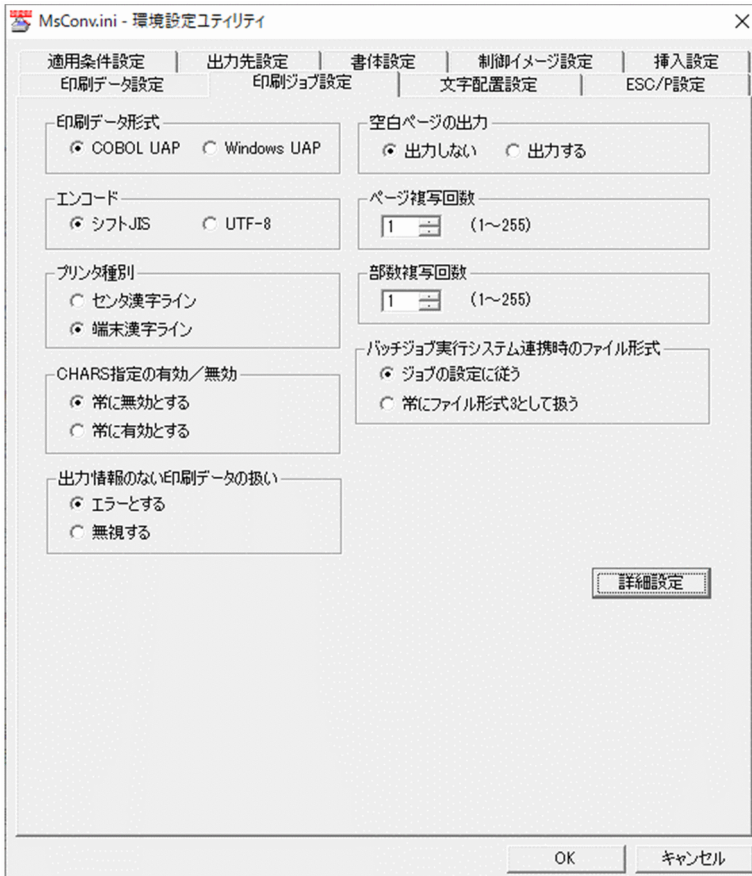 MsConv.ini - 環境設定ユティリティ
適用条件設定 出力先設定 書体設定 制御イメージ設定 挿入設定
印刷データ設定 印刷ジョブ設定 文字配置設定 ESC/P設定
印刷データ形式
COBOL UAP Windows UAP
エンコード
シフトJIS UTF-8
プリンタ種別
センタ漢字ライン
端末漢字ライン
CHARS指定の有効／無効
常に無効とする
常に有効とする
出力情報のない印刷データの扱い
エラーとする
無視する
空白ページの出力
出力しない 出力する
ページ複写回数
1 (1～255)
部数複写回数
1 (1～255)
バッチジョブ実行システム連携時のファイル形式
ジョブの設定に従う
常にファイル形式3として扱う
詳細設定
OK キャンセル